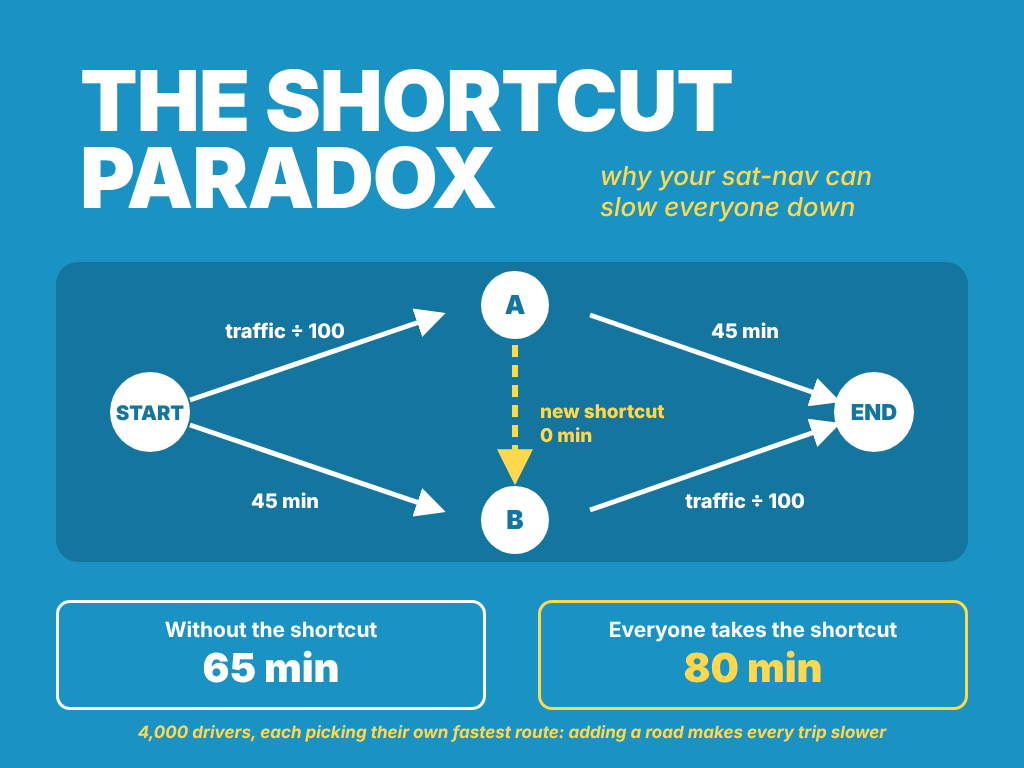 THE SHORTCUT
PARADOX
why your sat-nav can
slow everyone down
A
traffic ÷ 100
45 min
START
new shortcut
0 min
END
45 min
traffic ÷ 100
B
Without the shortcut
65 min
Everyone takes the shortcut
80 min
4,000 drivers, each picking their own fastest route: adding a road makes every trip slower